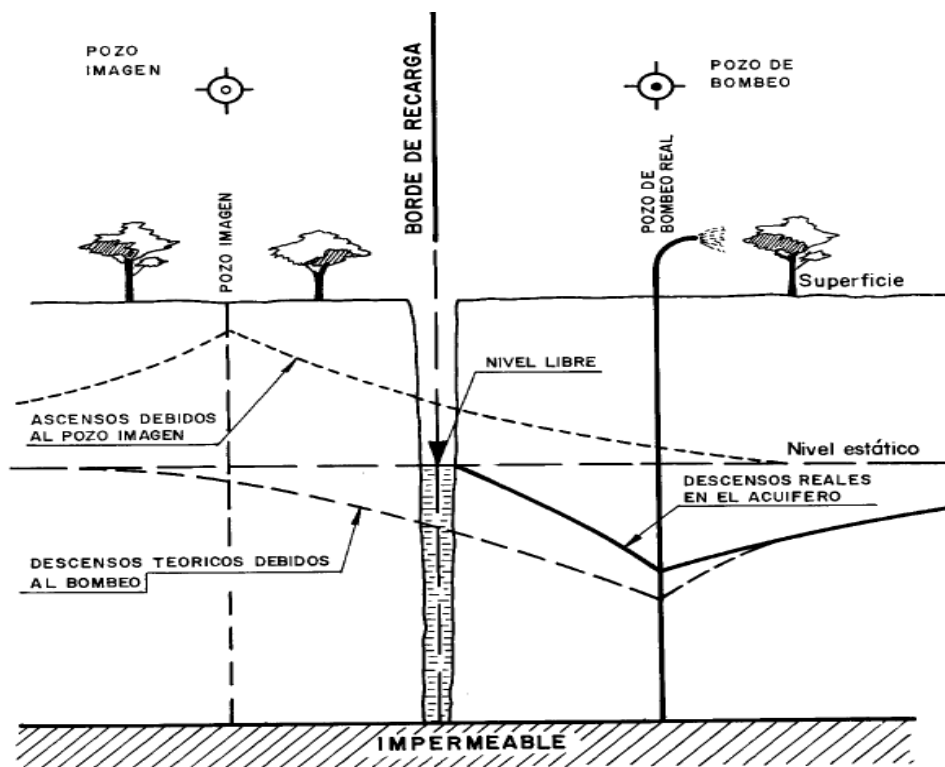 POZO
IMAGEN
POZO DE
BOMBEO
BORDE DE RECARGA
POZO IMAGEN
POZO DE
BOMBEO REAL
Superficie
NIVEL LIBRE
ASCENSOS DEBIDOS
AL POZO IMAGEN
Nivel estático
DESCENSOS REALES
EN EL ACUIFERO
DESCENSOS TEORICOS DEBIDOS
AL BOMBEO
IMPERMEABLE